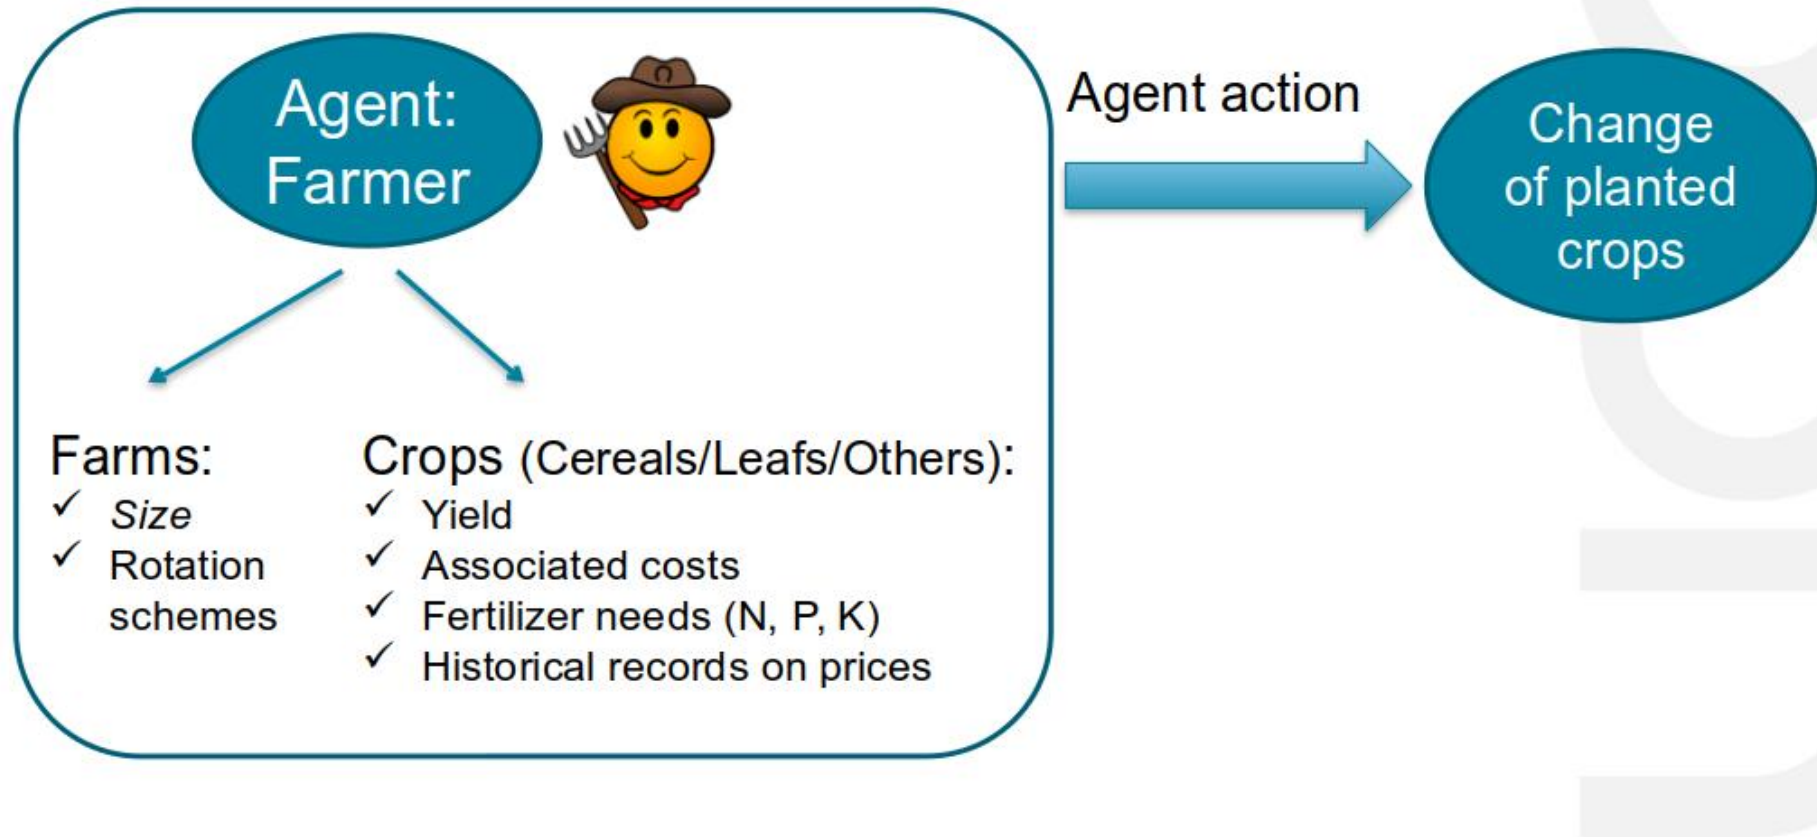 Agent:
Farmer
Agent action
Change
of planted
crops
Farms:
✓ Size
✓ Rotation
schemes
Crops (Cereals/Leafs/Others):
✓ Yield
✓ Associated costs
✓ Fertilizer needs (N, P, K)
✓ Historical records on prices